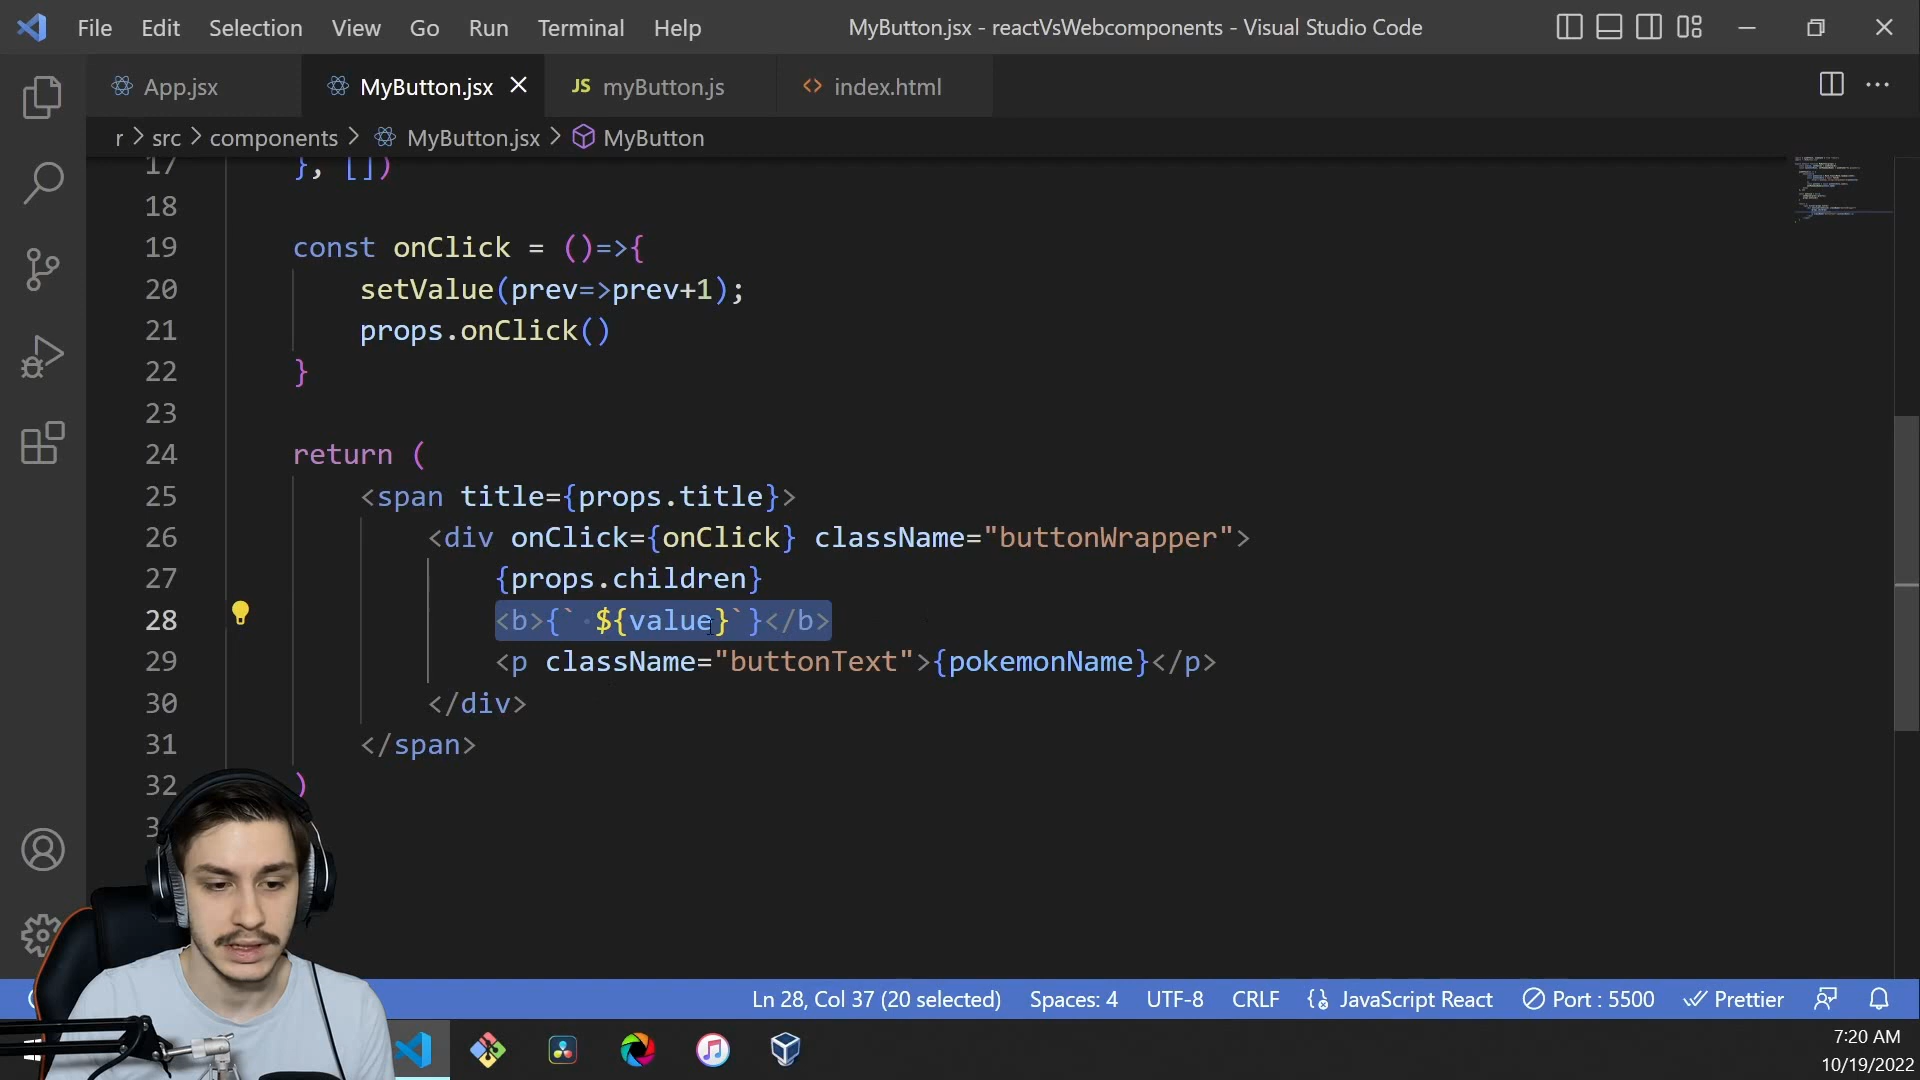 File Edit Selection View Go Run Terminal Help MyButton.jsx - reactVsWebcomponents - Visual Studio Code
App.jsx MyButton.jsx JS myButton.js <> index.html
r > src > components > MyButton.jsx > MyButton
17 }, [])
18
19 const onClick = ()=>{
20 setValue(prev=>prev+1);
21 props.onClick()
22 }
23
24 return (
25 <span title={props.title}>
26 <div onClick={onClick} className="buttonWrapper">
27 {props.children}
28 <b>{` ${value}`}</b>
29 <p className="buttonText">{pokemonName}</p>
30 </div>
31 </span>
32 )
Ln 28, Col 37 (20 selected) Spaces: 4 UTF-8 CRLF JavaScript React Port : 5500 Prettier
7:20 AM
10/19/2022